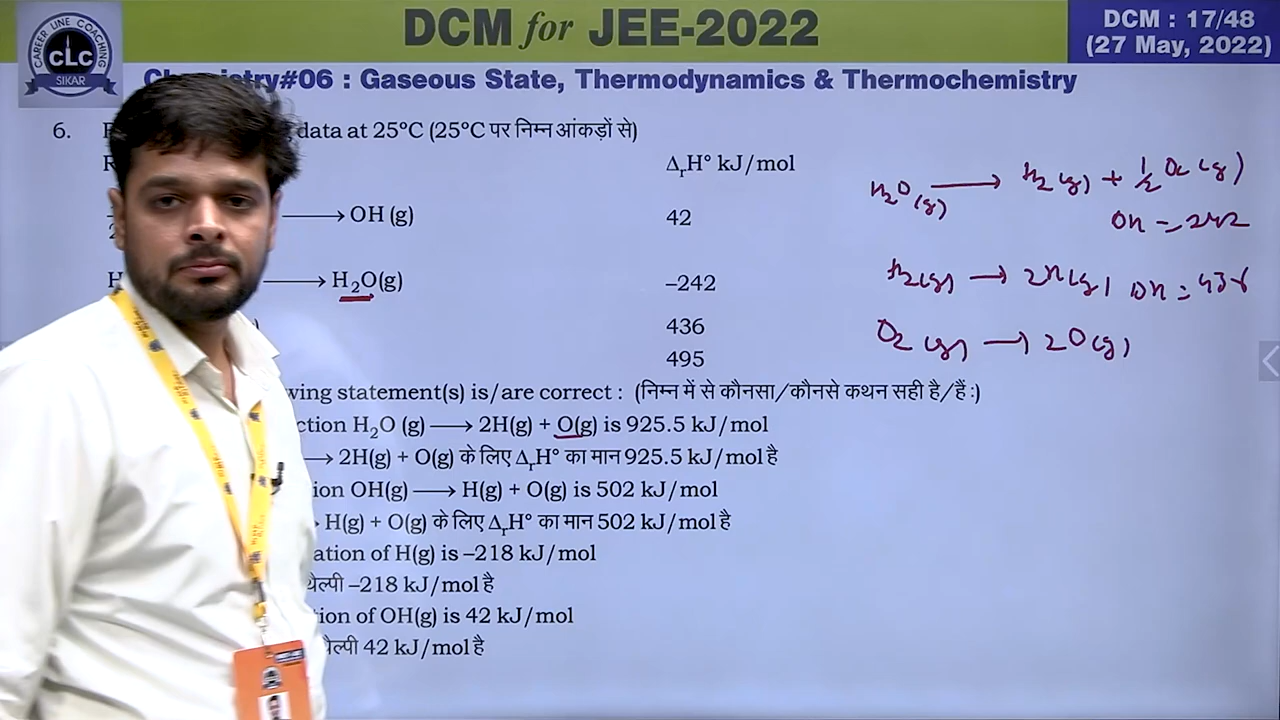 DCM for JEE-2022
DCM : 17/48
(27 May, 2022)
CAREER LINE COACHING
CLC
SIKAR
Chemistry#06 : Gaseous State, Thermodynamics & Thermochemistry
6. data at 25°C (25°C पर निम्न आंकड़ों से)
ΔᵣH° kJ/mol
⟶ OH (g) 42
H ⟶ H₂O(g) –242
436
495
wing statement(s) is/are correct : (निम्न में से कौनसा/कौनसे कथन सही है/हैं:)
ction H₂O (g) ⟶ 2H(g) + O(g) is 925.5 kJ/mol
⟶ 2H(g) + O(g) के लिए ΔᵣH° का मान 925.5 kJ/mol है
ion OH(g) ⟶ H(g) + O(g) is 502 kJ/mol
H(g) + O(g) के लिए ΔᵣH° का मान 502 kJ/mol है
ation of H(g) is –218 kJ/mol
थैल्पी –218 kJ/mol है
tion of OH(g) is 42 kJ/mol
थैल्पी 42 kJ/mol है
H₂O(g) ⟶ H₂(g) + 1/2 O₂(g)
ΔH = 242
H₂(g) ⟶ 2H(g) ΔH = 436
O₂(g) ⟶ 2O(g)